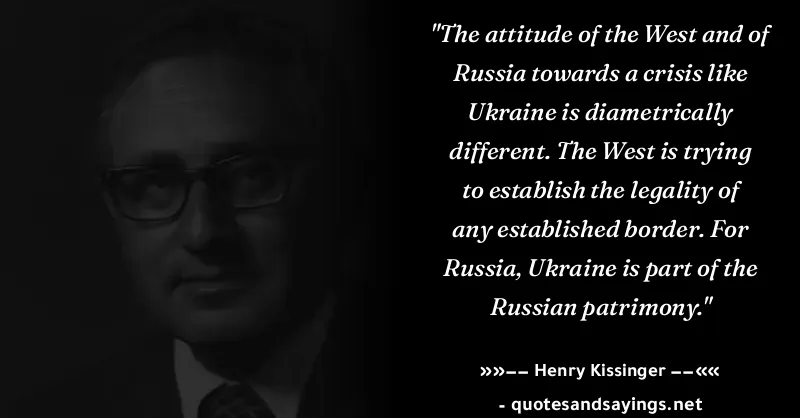 "The attitude of the West and of
Russia towards a crisis like
Ukraine is diametrically
different. The West is trying
to establish the legality of
any established border. For
Russia, Ukraine is part of the
Russian patrimony."
»»−− Henry Kissinger −−««
- quotesandsayings.net